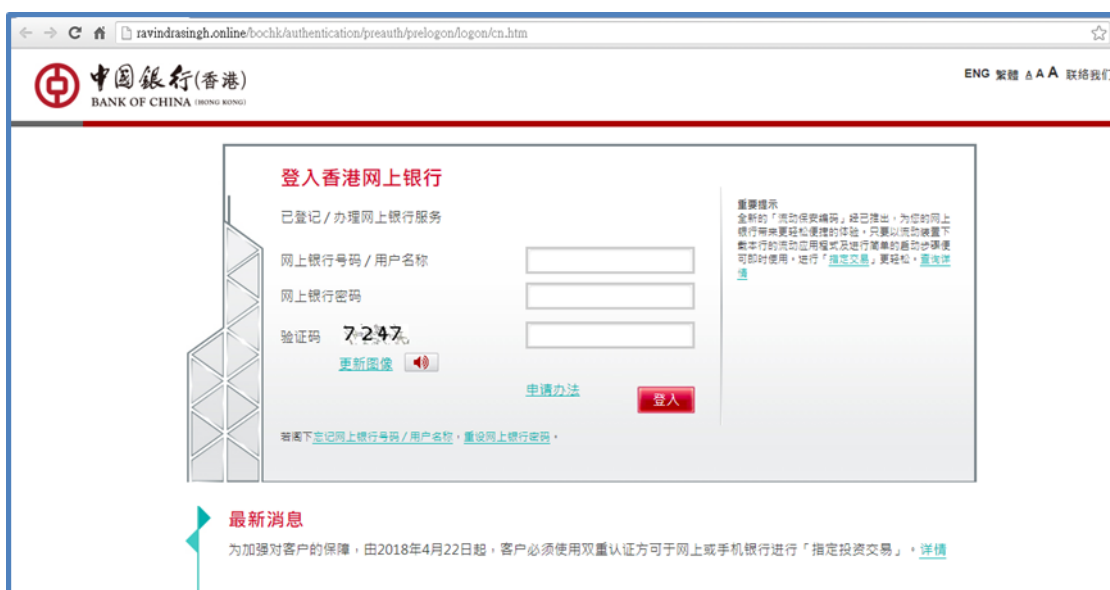 ravindrasingh.online/bochk/authentication/preauth/prelogon/logon/cn.htm
中國銀行(香港)
BANK OF CHINA (HONG KONG)
ENG 繁體 A A A 联络我们
登入香港网上银行
已登记 / 办理网上银行服务
网上银行号码 / 用户名称
网上银行密码
验证码 7247
更新图像
申请办法
登入
若阁下忘记网上银行号码 / 用户名称，重设网上银行密码。
重要提示
全新的「流动保安编码」经已推出，为您的网上
银行带来更轻松便捷的体验。只要以流动装置下
载本行的流动应用程式及进行简单的启动步骤便
可即时使用。进行「指定交易」更轻松。查询详
情
最新消息
为加强对客户的保障，由2018年4月22日起，客户必须使用双重认证方可于网上或手机银行进行「指定投资交易」。详情